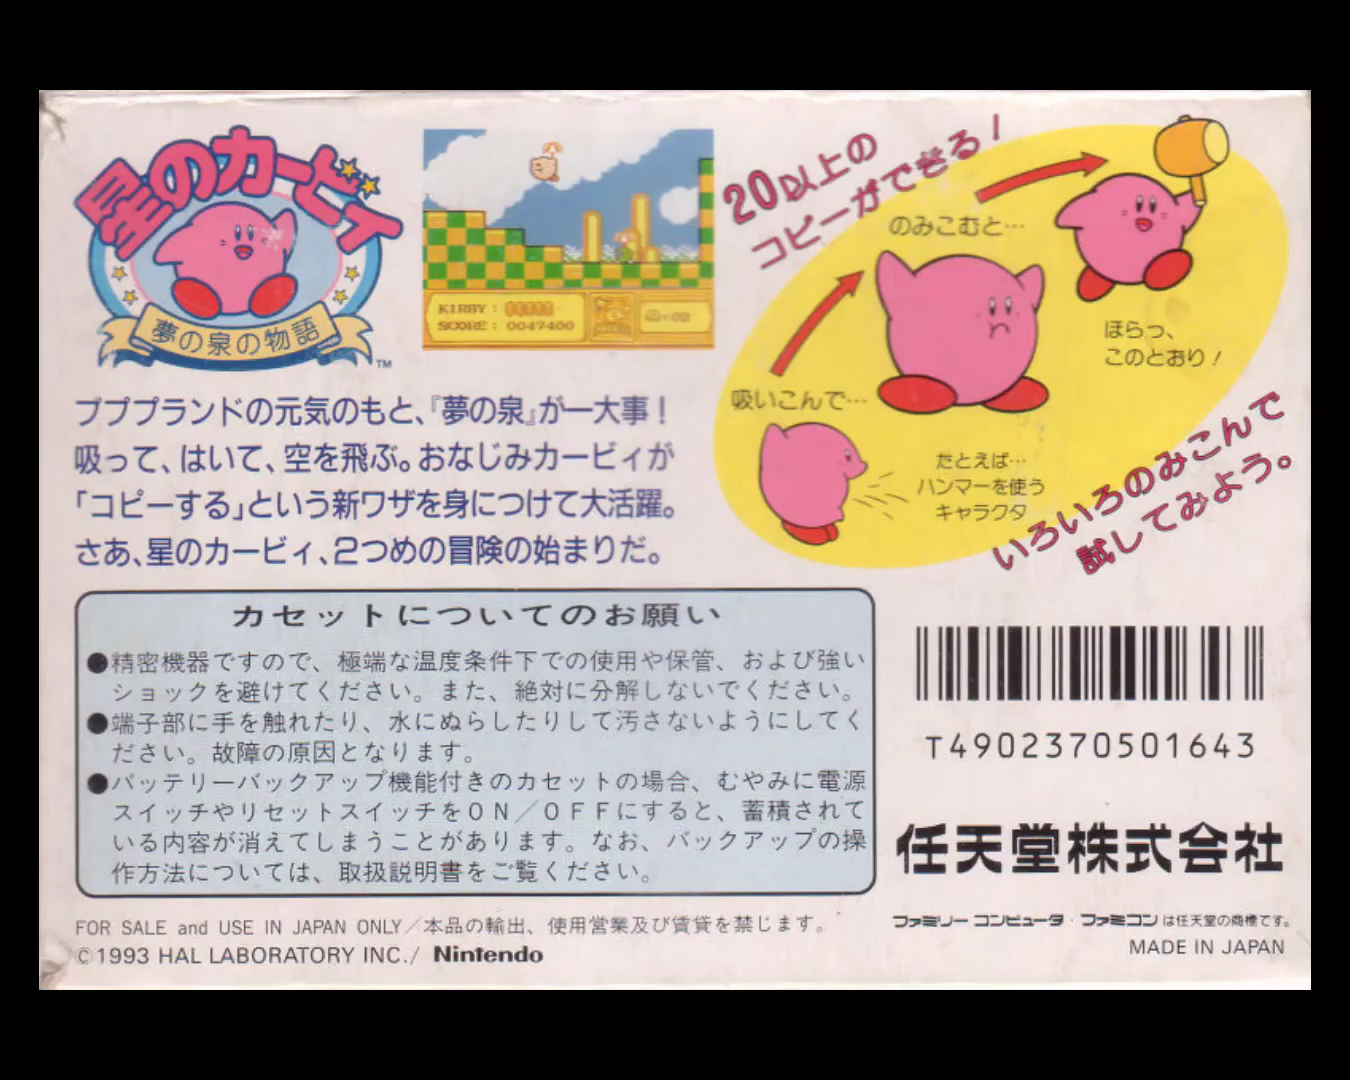 星のカービィ
夢の泉の物語
TM
KIRBY :
SCORE : 0047400
×02
20以上の
コピーができる!
のみこむと…
ほらっ、
このとおり!
吸いこんで…
たとえば…
ハンマーを使う
キャラクタ
いろいろのみこんで
試してみよう。
プププランドの元気のもと、『夢の泉』が一大事!
吸って、はいて、空を飛ぶ。おなじみカービィが
「コピーする」という新ワザを身につけて大活躍。
さあ、星のカービィ、2つめの冒険の始まりだ。
カセットについてのお願い
●精密機器ですので、極端な温度条件下での使用や保管、および強い
ショックを避けてください。また、絶対に分解しないでください。
●端子部に手を触れたり、水にぬらしたりして汚さないようにしてく
ださい。故障の原因となります。
●バッテリーバックアップ機能付きのカセットの場合、むやみに電源
スイッチやリセットスイッチをON/OFFにすると、蓄積されて
いる内容が消えてしまうことがあります。なお、バックアップの操
作方法については、取扱説明書をご覧ください。
T4902370501643
任天堂株式会社
FOR SALE and USE IN JAPAN ONLY/本品の輸出、使用営業及び賃貸を禁じます。
©1993 HAL LABORATORY INC./ Nintendo
ファミリーコンピュータ・ファミコンは任天堂の商標です。
MADE IN JAPAN